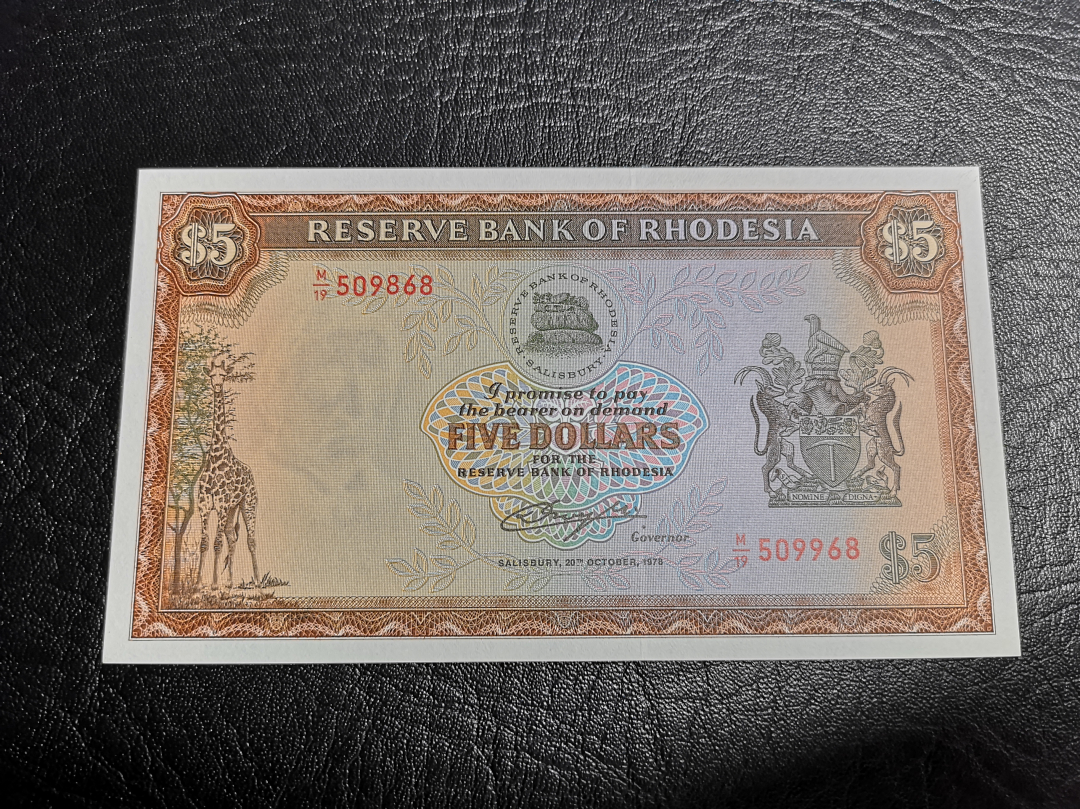 $5
RESERVE BANK OF RHODESIA
$5
M/19 509868
RESERVE BANK OF RHODESIA
SALISBURY
I promise to pay
the bearer on demand
FIVE DOLLARS
FOR THE
RESERVE BANK OF RHODESIA
Governor
SALISBURY, 20TH OCTOBER, 1978
NOMINE DIGNA
M/19 509968
$5